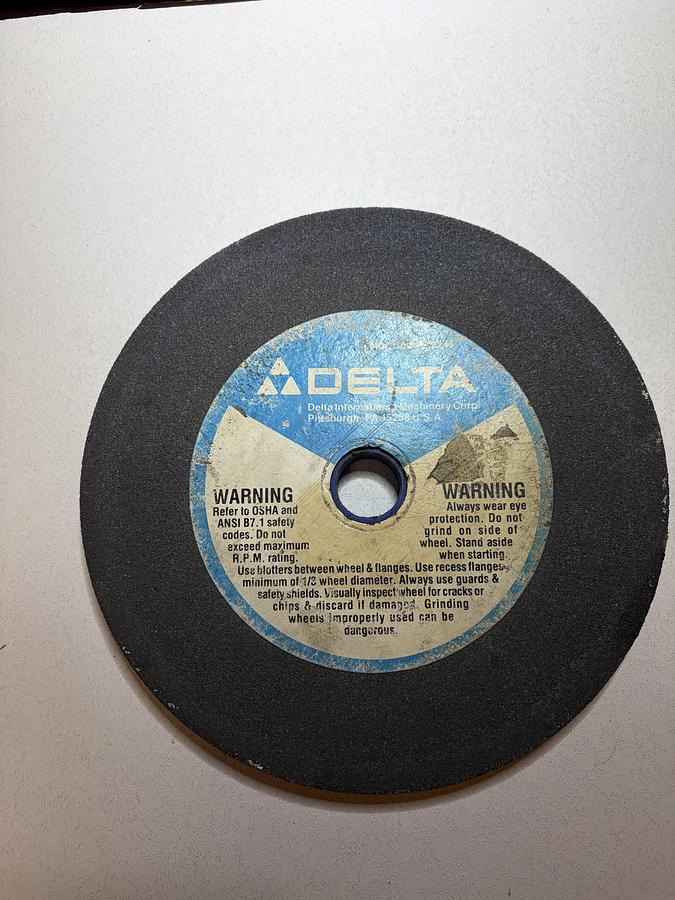 DELTA
Delta International Machinery Corp.
Pittsburgh, PA 15238 U.S.A
WARNING
Refer to OSHA and
ANSI B7.1 safety
codes. Do not
exceed maximum
R.P.M. rating.
WARNING
Always wear eye
protection. Do not
grind on side of
wheel. Stand aside
when starting.
Use blotters between wheel & flanges. Use recess flanges,
minimum of 1/3 wheel diameter. Always use guards &
safety shields. Visually inspect wheel for cracks or
chips & discard if damaged. Grinding
wheels improperly used can be
dangerous.